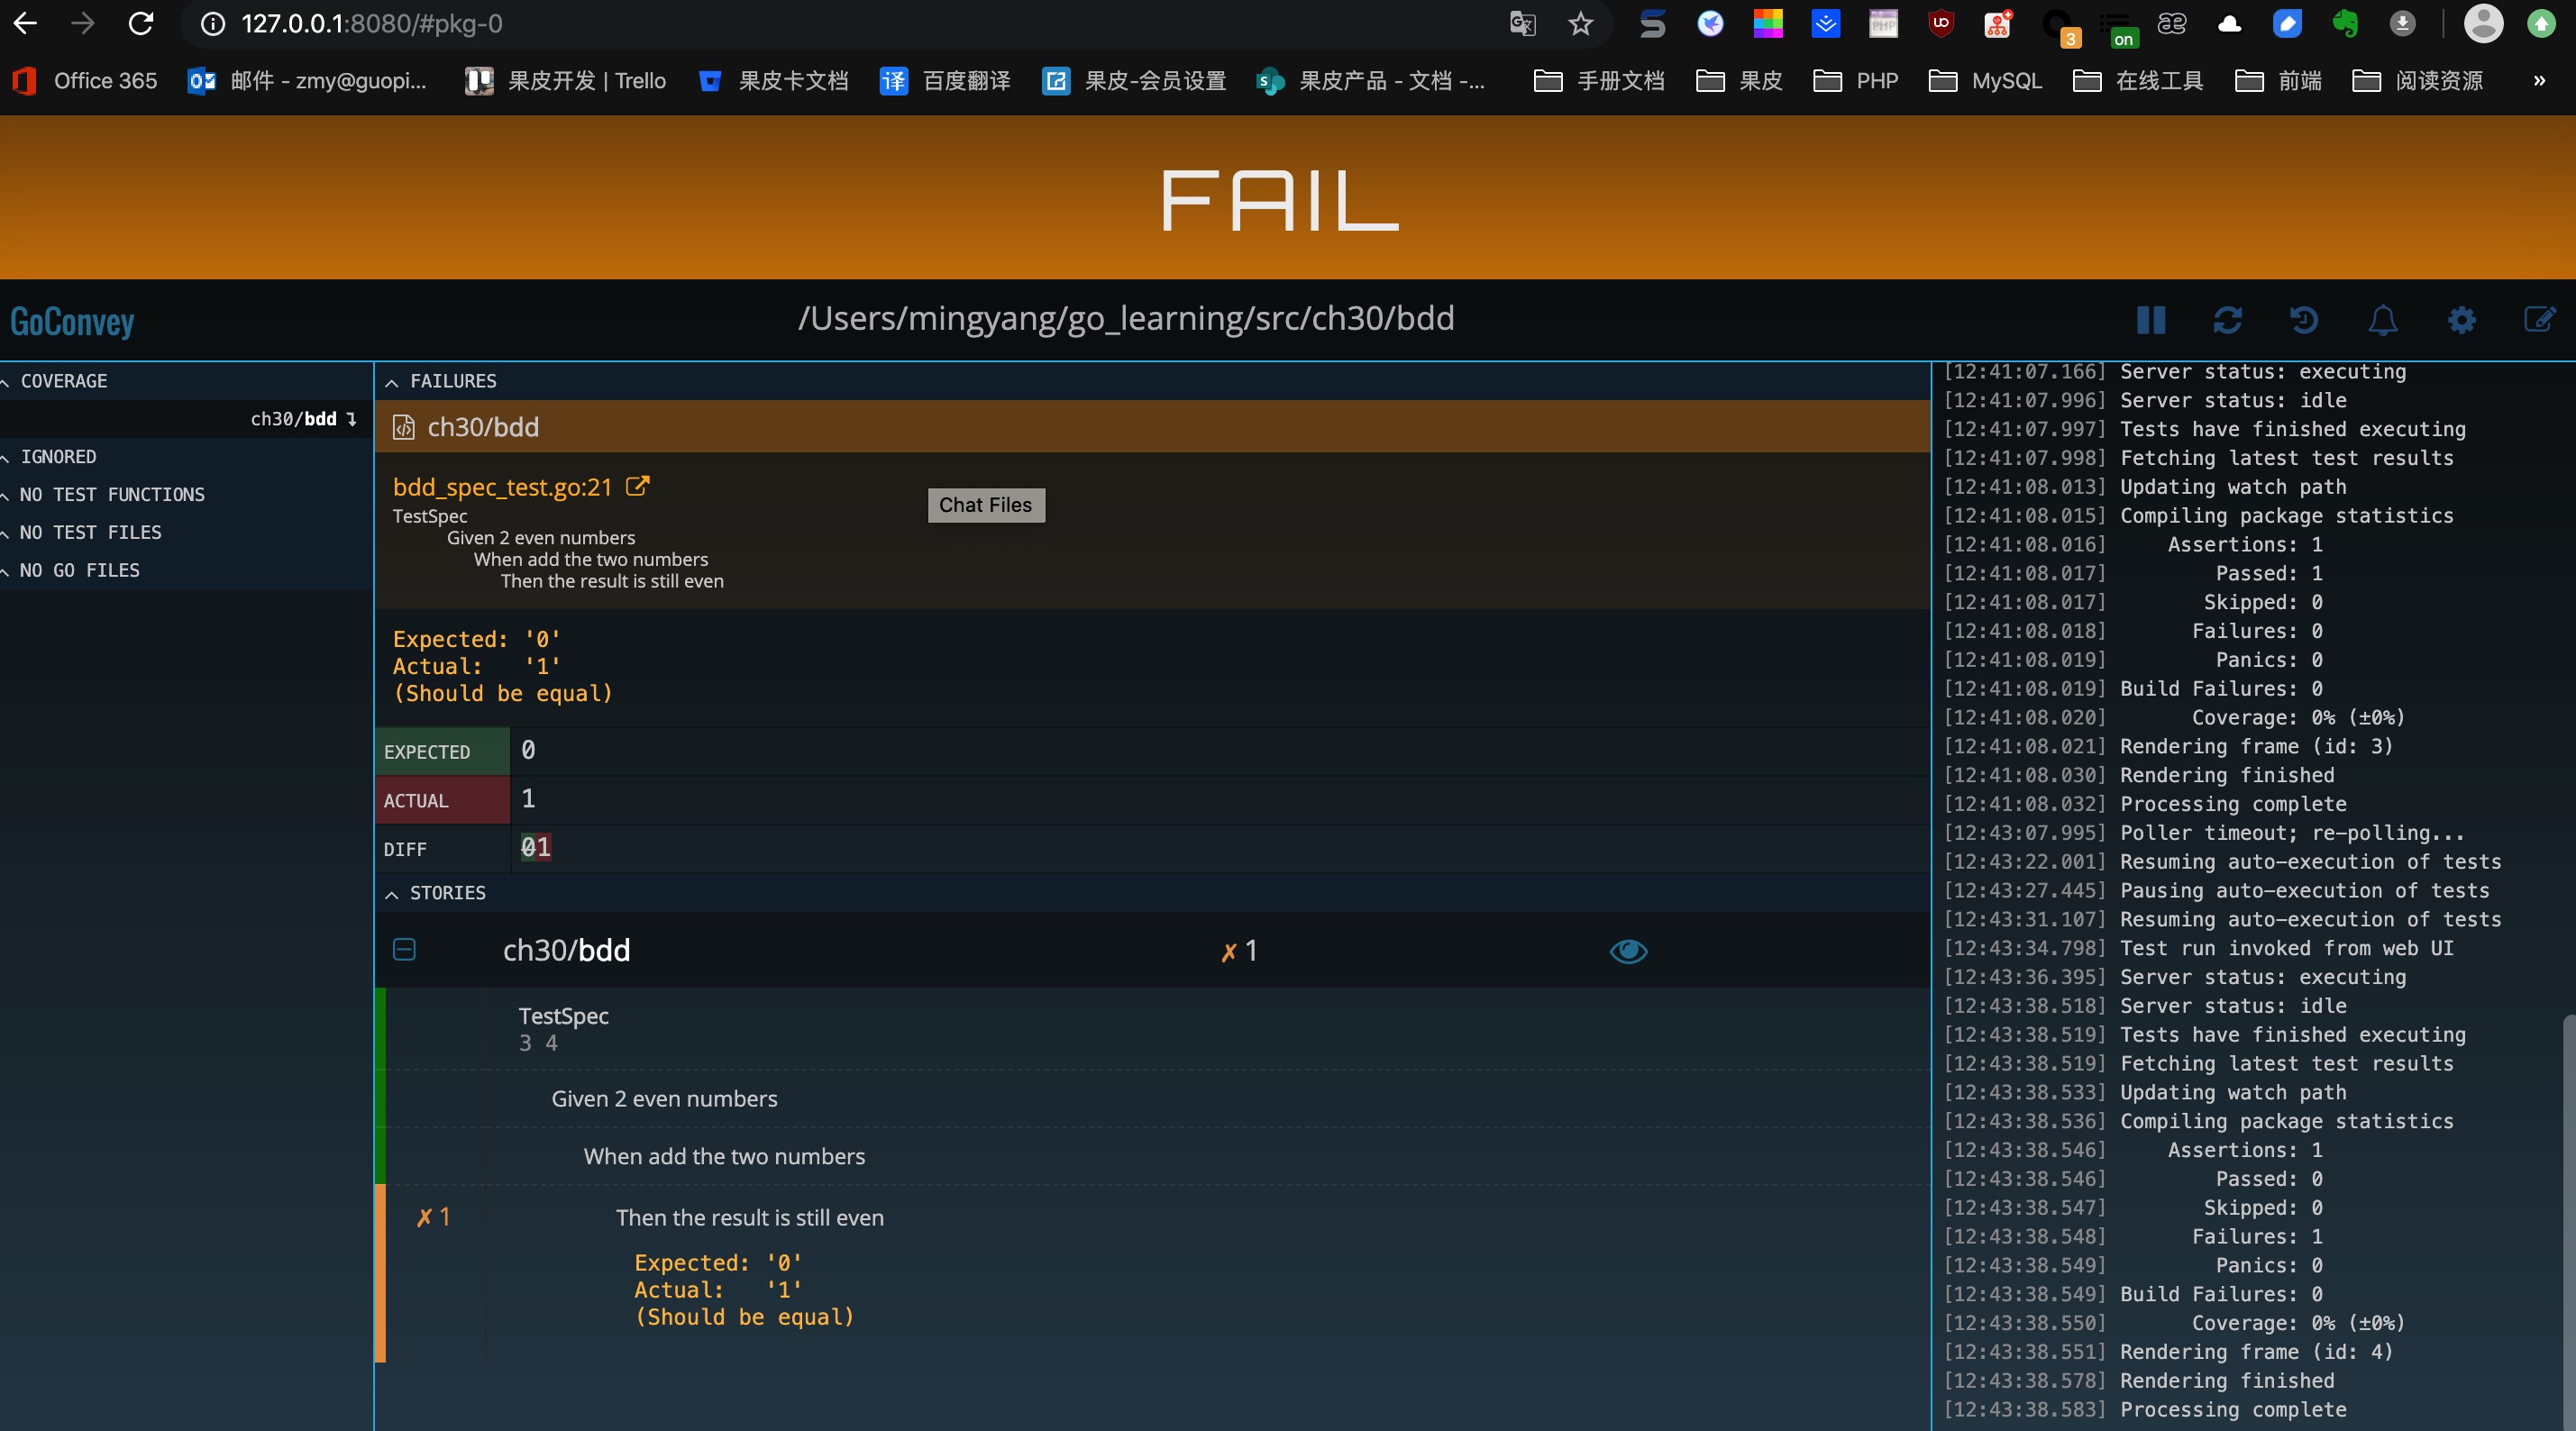 127.0.0.1:8080/#pkg-0
3
on
Office 365
邮件 - zmy@guopi...
果皮开发 | Trello
果皮卡文档
译 百度翻译
果皮-会员设置
果皮产品 - 文档 -...
手册文档
果皮
PHP
MySQL
在线工具
前端
阅读资源
»
FAIL
GoConvey
/Users/mingyang/go_learning/src/ch30/bdd
COVERAGE
ch30/bdd
IGNORED
NO TEST FUNCTIONS
NO TEST FILES
NO GO FILES
FAILURES
ch30/bdd
bdd_spec_test.go:21
Chat Files
TestSpec
Given 2 even numbers
When add the two numbers
Then the result is still even
Expected: '0'
Actual: '1'
(Should be equal)
EXPECTED 0
ACTUAL 1
DIFF 01
STORIES
ch30/bdd ✗ 1
TestSpec
3 4
Given 2 even numbers
When add the two numbers
✗ 1 Then the result is still even
Expected: '0'
Actual: '1'
(Should be equal)
[12:41:07.166] Server status: executing
[12:41:07.996] Server status: idle
[12:41:07.997] Tests have finished executing
[12:41:07.998] Fetching latest test results
[12:41:08.013] Updating watch path
[12:41:08.015] Compiling package statistics
[12:41:08.016] Assertions: 1
[12:41:08.017] Passed: 1
[12:41:08.017] Skipped: 0
[12:41:08.018] Failures: 0
[12:41:08.019] Panics: 0
[12:41:08.019] Build Failures: 0
[12:41:08.020] Coverage: 0% (±0%)
[12:41:08.021] Rendering frame (id: 3)
[12:41:08.030] Rendering finished
[12:41:08.032] Processing complete
[12:43:07.995] Poller timeout; re-polling...
[12:43:22.001] Resuming auto-execution of tests
[12:43:27.445] Pausing auto-execution of tests
[12:43:31.107] Resuming auto-execution of tests
[12:43:34.798] Test run invoked from web UI
[12:43:36.395] Server status: executing
[12:43:38.518] Server status: idle
[12:43:38.519] Tests have finished executing
[12:43:38.519] Fetching latest test results
[12:43:38.533] Updating watch path
[12:43:38.536] Compiling package statistics
[12:43:38.546] Assertions: 1
[12:43:38.546] Passed: 0
[12:43:38.547] Skipped: 0
[12:43:38.548] Failures: 1
[12:43:38.549] Panics: 0
[12:43:38.549] Build Failures: 0
[12:43:38.550] Coverage: 0% (±0%)
[12:43:38.551] Rendering frame (id: 4)
[12:43:38.578] Rendering finished
[12:43:38.583] Processing complete